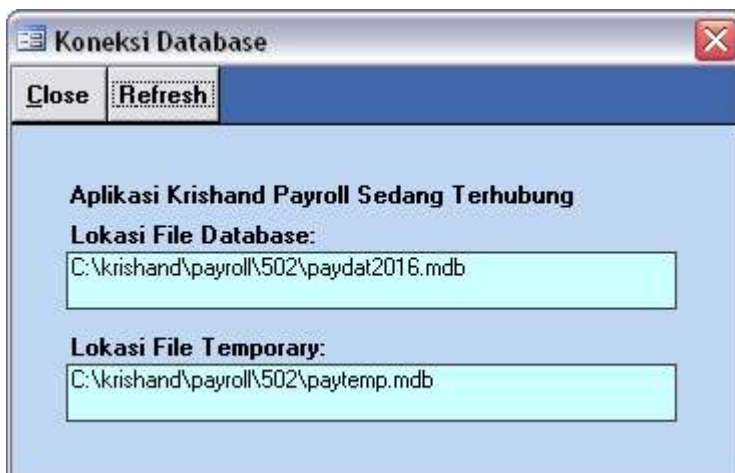 Koneksi Database
Close Refresh
Aplikasi Krishand Payroll Sedang Terhubung
Lokasi File Database:
C:\krishand\payroll\502\paydat2016.mdb
Lokasi File Temporary:
C:\krishand\payroll\502\paytemp.mdb